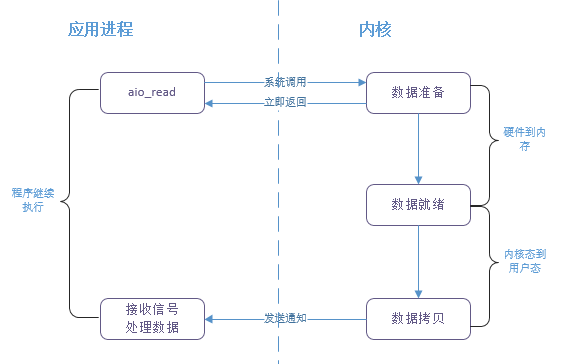 应用进程
内核
aio_read
系统调用
立即返回
数据准备
硬件到内
存
程序继续
执行
数据就绪
内核态到
用户态
接收信号
处理数据
发送通知
数据拷贝